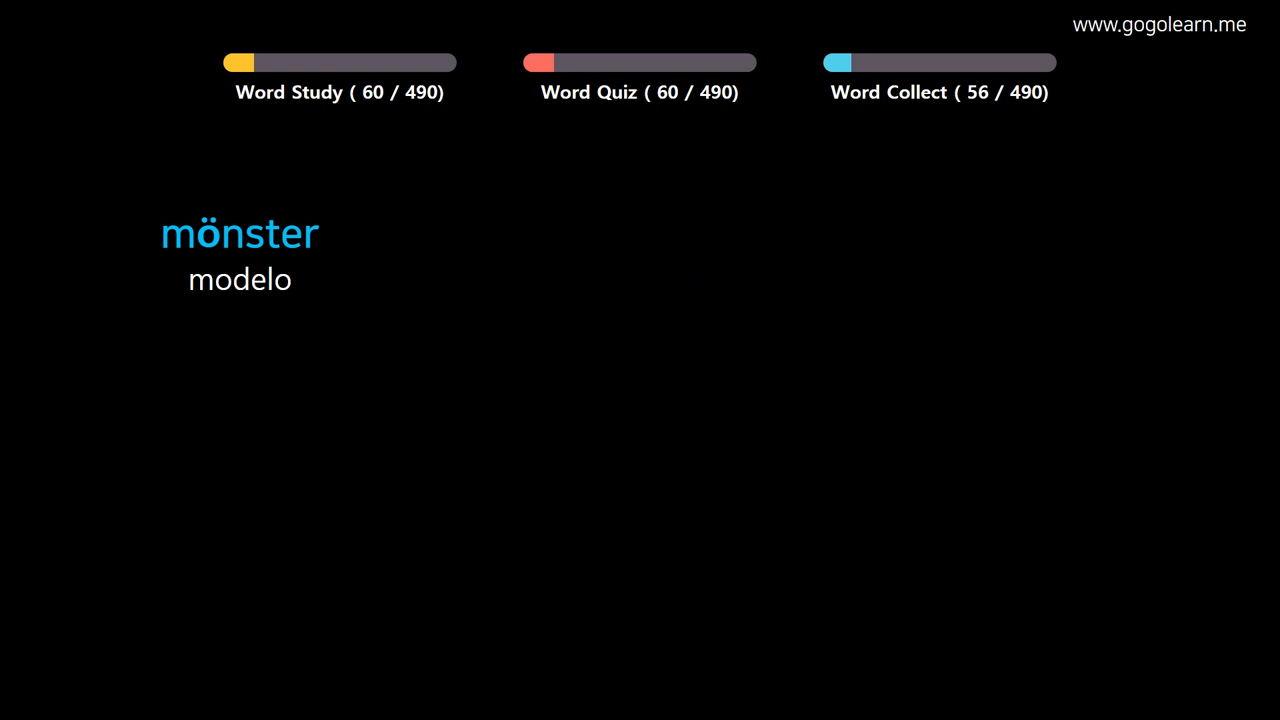 www.gogolearn.me
Word Study ( 60 / 490)
Word Quiz ( 60 / 490)
Word Collect ( 56 / 490)
mönster
modelo